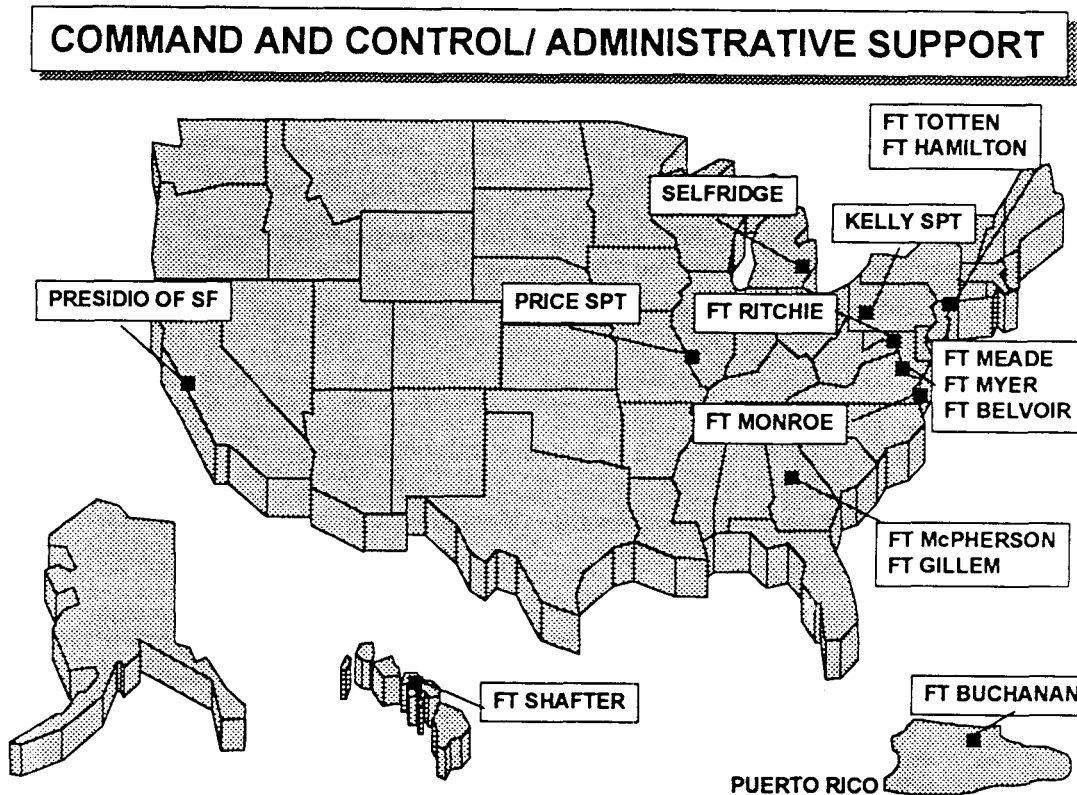 COMMAND AND CONTROL/ ADMINISTRATIVE SUPPORT
FT TOTTEN
FT HAMILTON
SELFRIDGE
KELLY SPT
PRESIDIO OF SF
PRICE SPT
FT RITCHIE
FT MEADE
FT MYER
FT BELVOIR
FT MONROE
FT McPHERSON
FT GILLEM
FT SHAFTER
FT BUCHANAN
PUERTO RICO